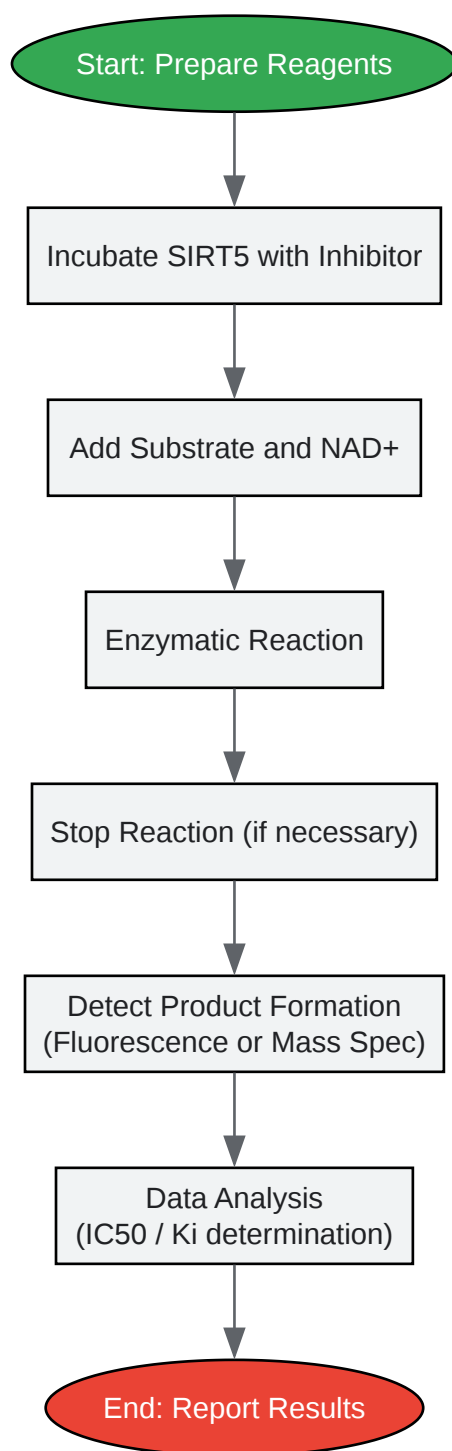 Start: Prepare Reagents
Incubate SIRT5 with Inhibitor
Add Substrate and NAD+
Enzymatic Reaction
Stop Reaction (if necessary)
Detect Product Formation
(Fluorescence or Mass Spec)
Data Analysis
(IC50 / Ki determination)
End: Report Results